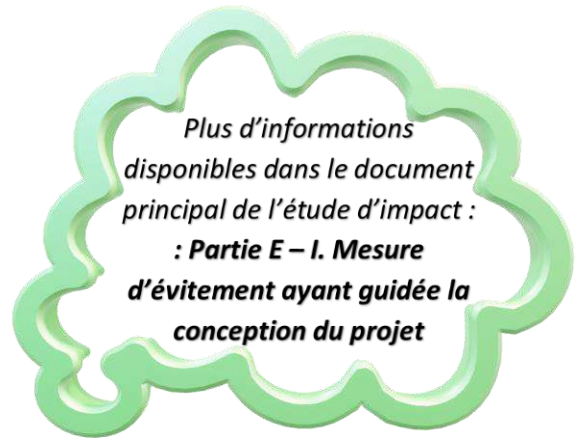 Plus d’informations
disponibles dans le document
principal de l’étude d’impact :
: Partie E – I. Mesure
d’évitement ayant guidée la
conception du projet